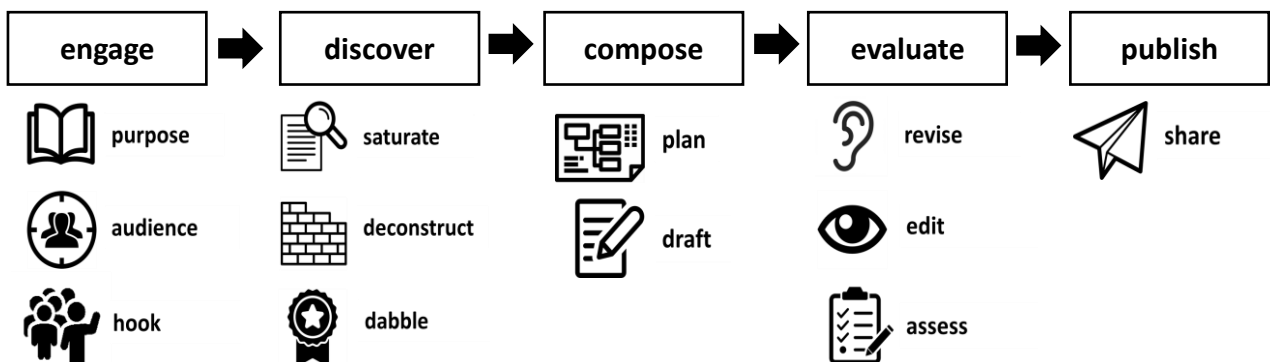 engage
discover
compose
evaluate
publish
purpose
audience
hook
saturate
deconstruct
dabble
plan
draft
revise
edit
assess
share